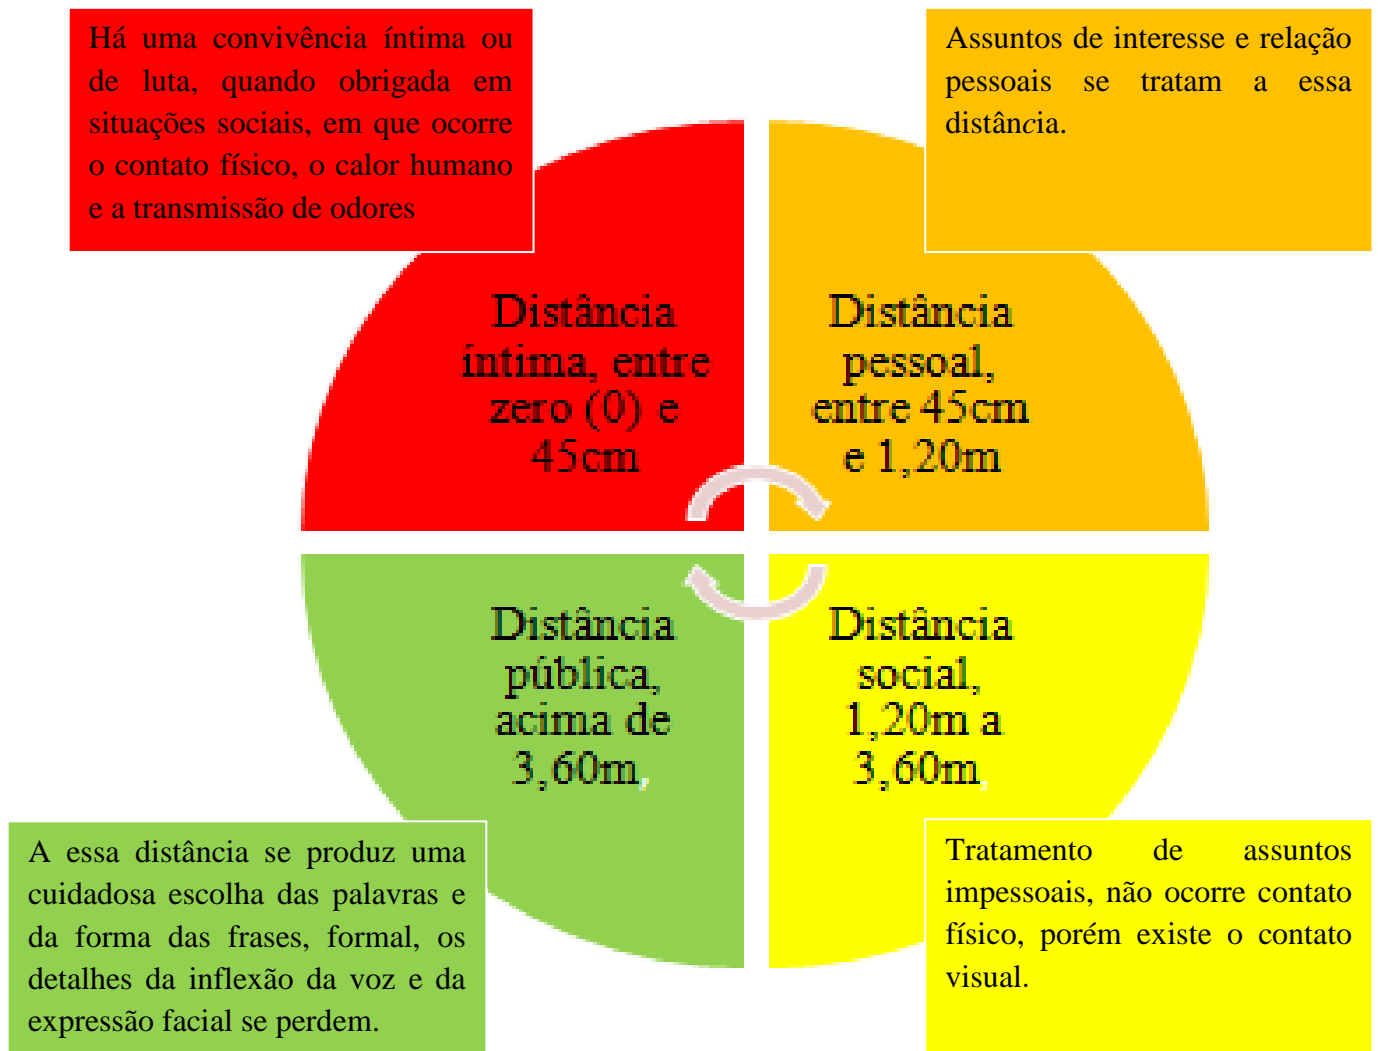 Há uma convivência íntima ou
de luta, quando obrigada em
situações sociais, em que ocorre
o contato físico, o calor humano
e a transmissão de odores
Assuntos de interesse e relação
pessoais se tratam a essa
distância.
Distância
íntima, entre
zero (0) e
45cm
Distância
pessoal,
entre 45cm
e 1,20m
Distância
pública,
acima de
3,60m,
Distância
social,
1,20m a
3,60m,
A essa distância se produz uma
cuidadosa escolha das palavras e
da forma das frases, formal, os
detalhes da inflexão da voz e da
expressão facial se perdem.
Tratamento de assuntos
impessoais, não ocorre contato
físico, porém existe o contato
visual.